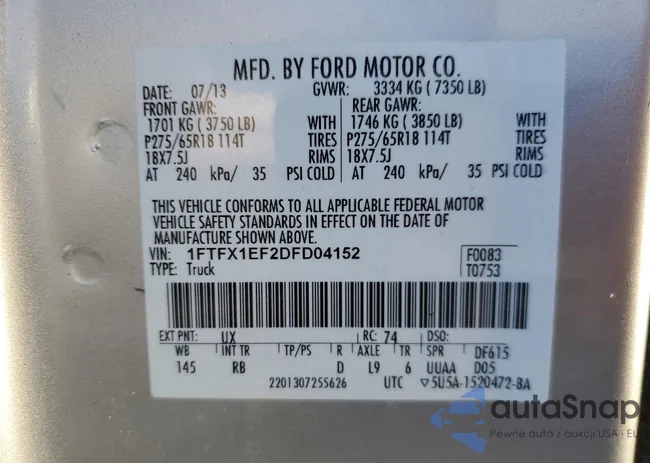 MFD. BY FORD MOTOR CO.
DATE: 07/13 GVWR: 3334 KG ( 7350 LB)
FRONT GAWR: REAR GAWR:
1701 KG ( 3750 LB) WITH 1746 KG ( 3850 LB) WITH
P275/65R18 114T TIRES P275/65R18 114T TIRES
18X7.5J RIMS 18X7.5J RIMS
AT 240 kPa/ 35 PSI COLD AT 240 kPa/ 35 PSI COLD
THIS VEHICLE CONFORMS TO ALL APPLICABLE FEDERAL MOTOR
VEHICLE SAFETY STANDARDS IN EFFECT ON THE DATE OF
MANUFACTURE SHOWN ABOVE.
VIN: 1FTFX1EF2DFD04152 F0083
TYPE: Truck T0753
EXT PNT: UX RC: 74 DSO:
WB INT TR TP/PS R AXLE TR SPR DF615
145 RB D L9 6 UUAA D05
2201307255626 UTC ▽5U5A-1520472-BA
autaSnap
Pewne auta z aukcji USA · EU